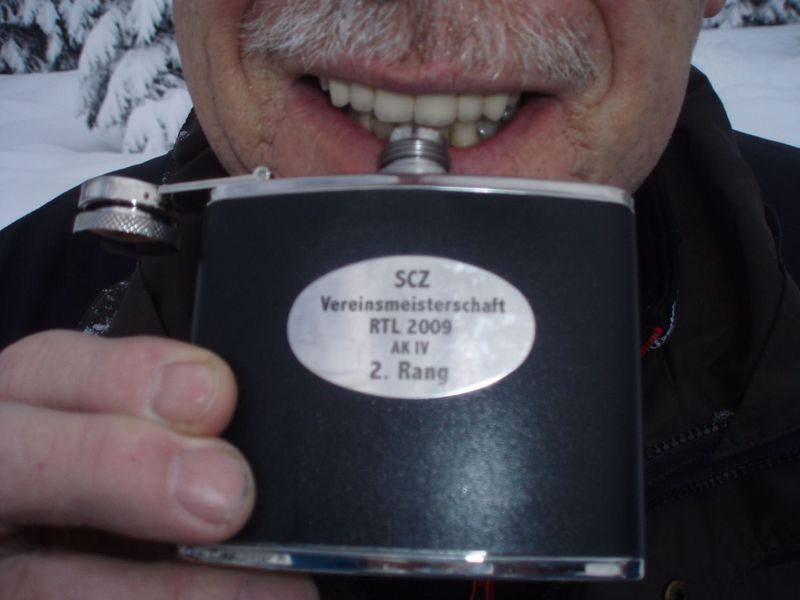 SCZ
Vereinsmeisterschaft
RTL 2009
AK IV
2. Rang